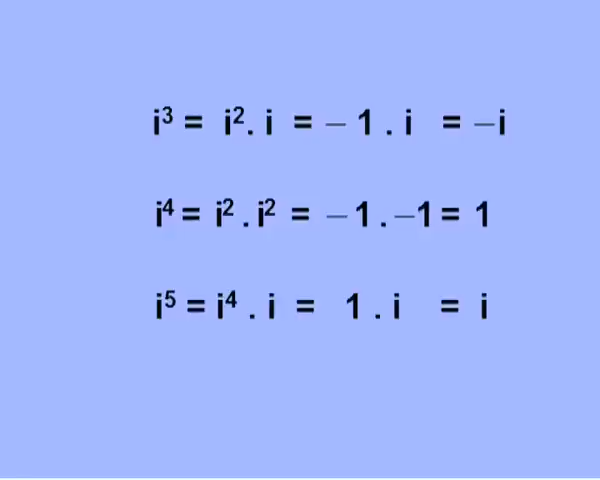 i³ = i² . i = – 1 . i = –i
i⁴ = i² . i² = – 1 . –1 = 1
i⁵ = i⁴ . i = 1 . i = i